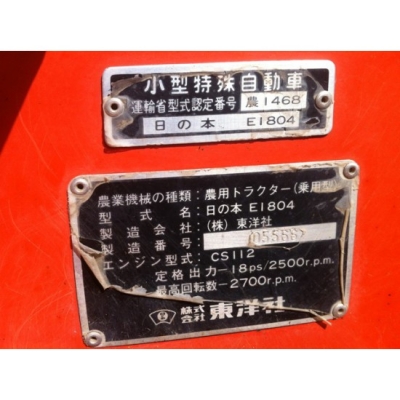 小型特殊自動車
運輸省型式認定番号 農1468
日の本 E1804
農業機械の種類：農用トラクター（乗用型）
型式名：日の本 E1804
製造会社：（株）東洋社
製造番号：
エンジン型式：CS112
定格出力－18ps/2500r.p.m.
最高回転数－2700r.p.m.
株式会社 東洋社